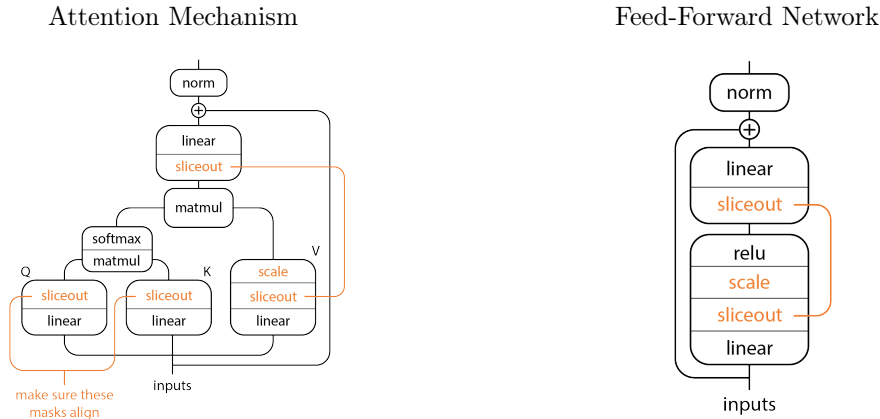 Attention Mechanism
norm
+
linear
sliceout
matmul
softmax
matmul
Q
sliceout
linear
K
sliceout
linear
V
scale
sliceout
linear
inputs
make sure these
masks align
Feed-Forward Network
norm
+
linear
sliceout
relu
scale
sliceout
linear
inputs